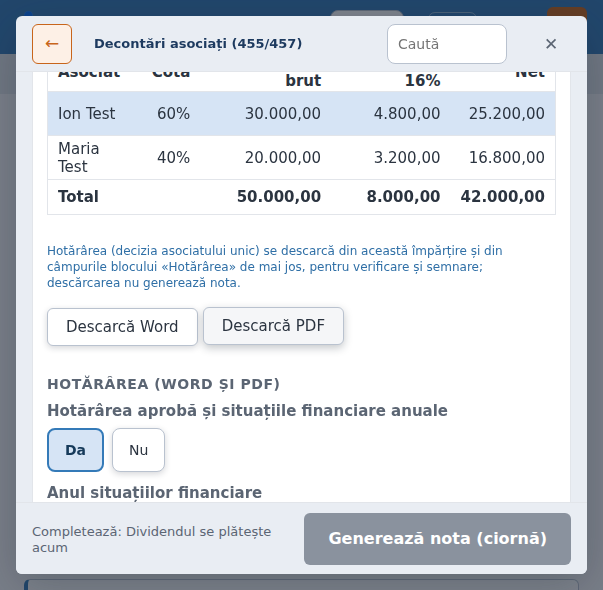 ←
Decontări asociați (455/457)
Caută
✕
Asociat Cota brut 16% Net
Ion Test 60% 30.000,00 4.800,00 25.200,00
Maria Test 40% 20.000,00 3.200,00 16.800,00
Total 50.000,00 8.000,00 42.000,00
Hotărârea (decizia asociatului unic) se descarcă din această împărțire și din
câmpurile blocului «Hotărârea» de mai jos, pentru verificare și semnare;
descărcarea nu generează nota.
Descarcă Word Descarcă PDF
HOTĂRÂREA (WORD ȘI PDF)
Hotărârea aprobă și situațiile financiare anuale
Da Nu
Anul situațiilor financiare
Completează: Dividendul se plătește
acum
Generează nota (ciornă)